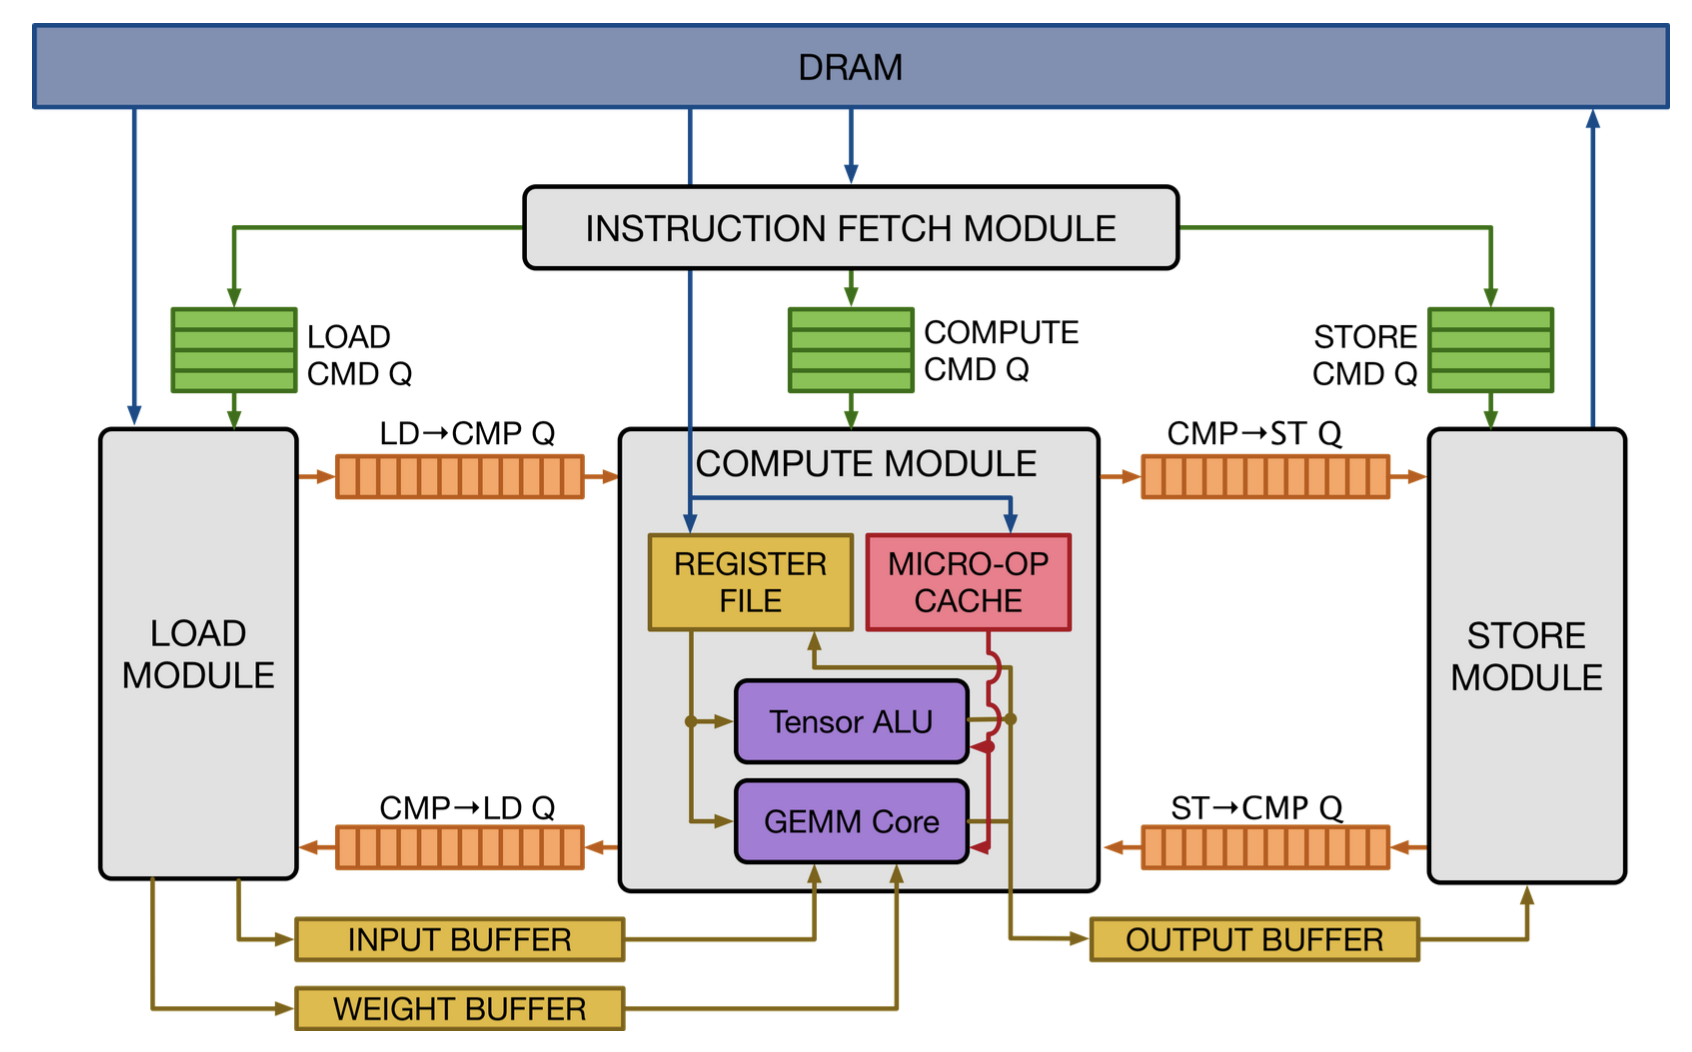 DRAM
INSTRUCTION FETCH MODULE
LOAD
CMD Q
COMPUTE
CMD Q
STORE
CMD Q
LD→CMP Q
CMP→ST Q
COMPUTE MODULE
REGISTER
FILE
MICRO-OP
CACHE
LOAD
MODULE
STORE
MODULE
Tensor ALU
GEMM Core
CMP→LD Q
ST→CMP Q
INPUT BUFFER
OUTPUT BUFFER
WEIGHT BUFFER